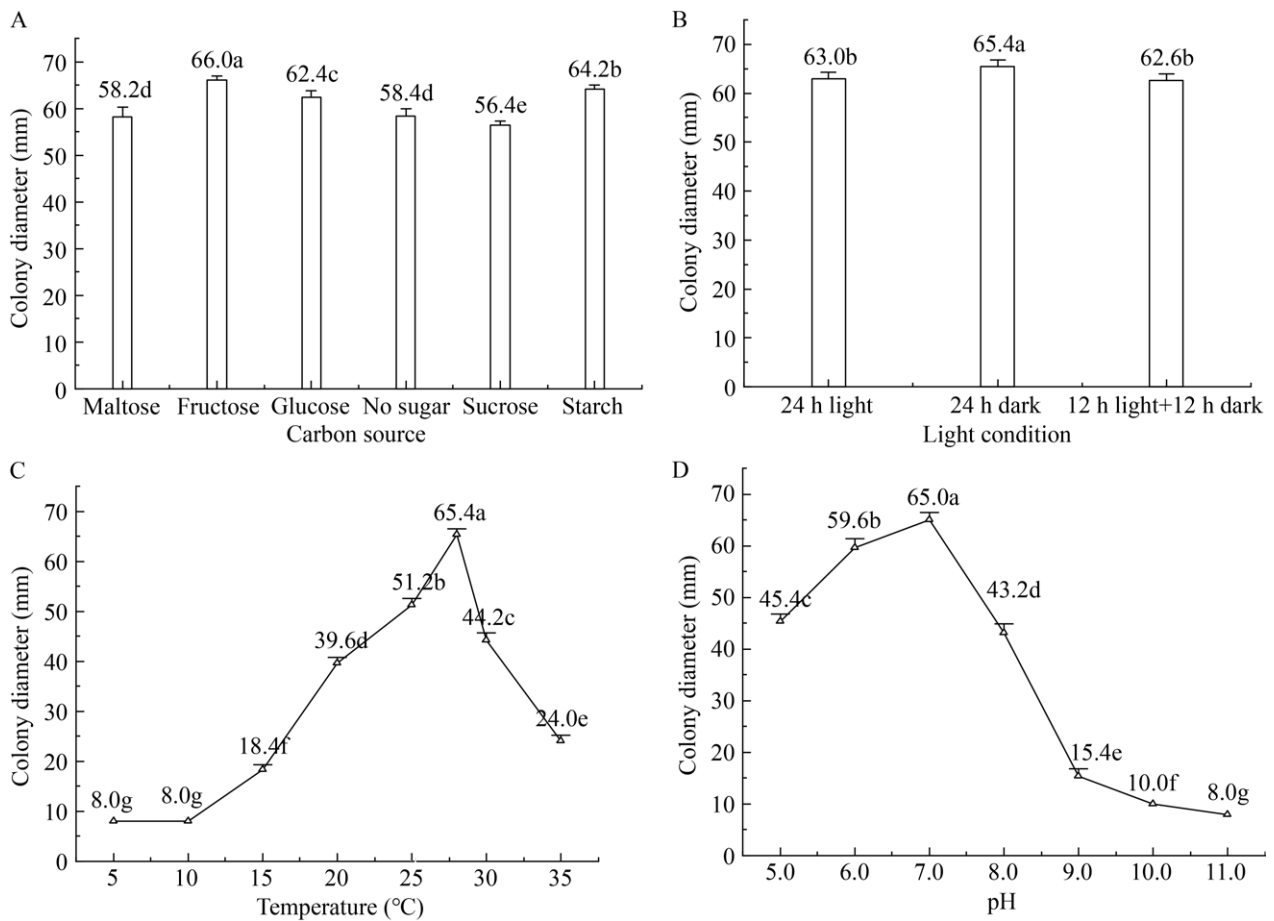 A
Colony diameter (mm)
70
60
50
40
30
20
10
0
58.2d
66.0a
62.4c
58.4d
56.4e
64.2b
Maltose Fructose Glucose No sugar Sucrose Starch
Carbon source
B
Colony diameter (mm)
70
60
50
40
30
20
10
0
63.0b
65.4a
62.6b
24 h light 24 h dark 12 h light+12 h dark
Light condition
C
Colony diameter (mm)
70
60
50
40
30
20
10
0
8.0g
8.0g
18.4f
39.6d
51.2b
65.4a
44.2c
24.0e
5 10 15 20 25 30 35
Temperature (°C)
D
Colony diameter (mm)
70
60
50
40
30
20
10
0
45.4c
59.6b
65.0a
43.2d
15.4e
10.0f
8.0g
5.0 6.0 7.0 8.0 9.0 10.0 11.0
pH